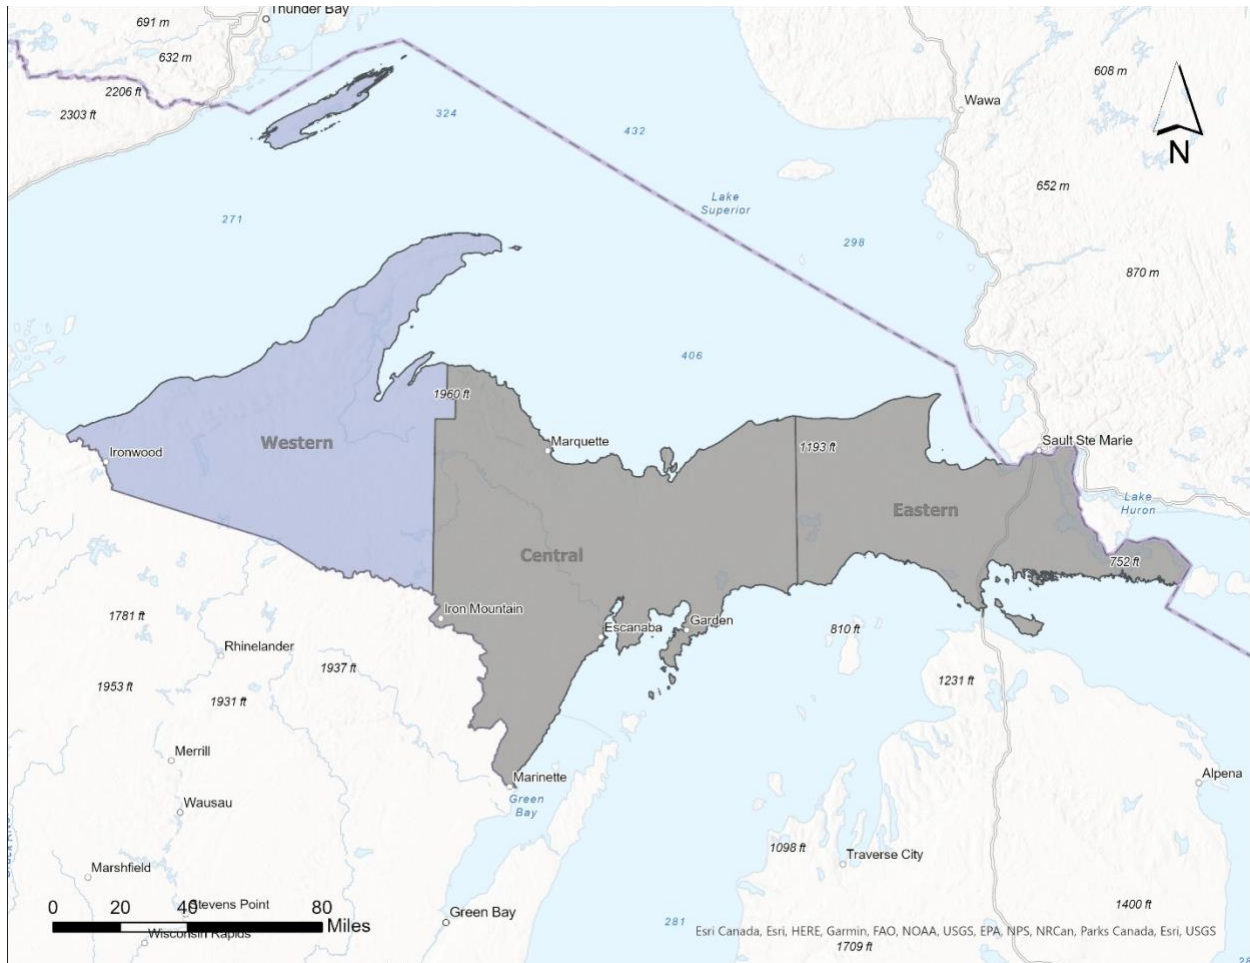 Thunder Bay
691 m
632 m
2206 ft
2303 ft
608 m
Wawa
324
432
N
652 m
Lake
Superior
271
298
870 m
406
1960 ft
Western
Marquette
1193 ft
Sault Ste Marie
Ironwood
Lake
Huron
Eastern
Central
752 ft
Iron Mountain
1781 ft
Escanaba
Garden
810 ft
Rhinelander
1937 ft
1953 ft
1931 ft
1231 ft
Merrill
Marinette
Green
Bay
Alpena
Wausau
1098 ft
Traverse City
Marshfield
Stevens Point
0 20 40 80
Miles
Green Bay
281
1400 ft
Wisconsin Rapids
Esri Canada, Esri, HERE, Garmin, FAO, NOAA, USGS, EPA, NPS, NRCan, Parks Canada, Esri, USGS
1709 ft